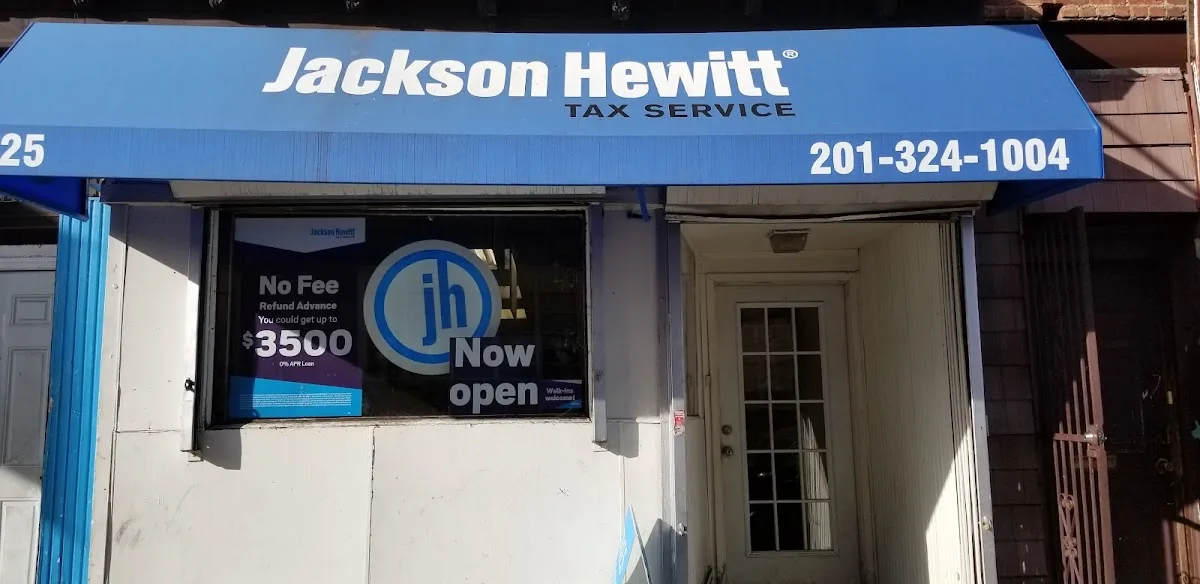 Jackson Hewitt®
TAX SERVICE
25
201-324-1004
Jackson Hewitt
No Fee
Refund Advance
You could get up to
$3500
0% APR Loan
jh
Now
open
Walk-ins
welcome!